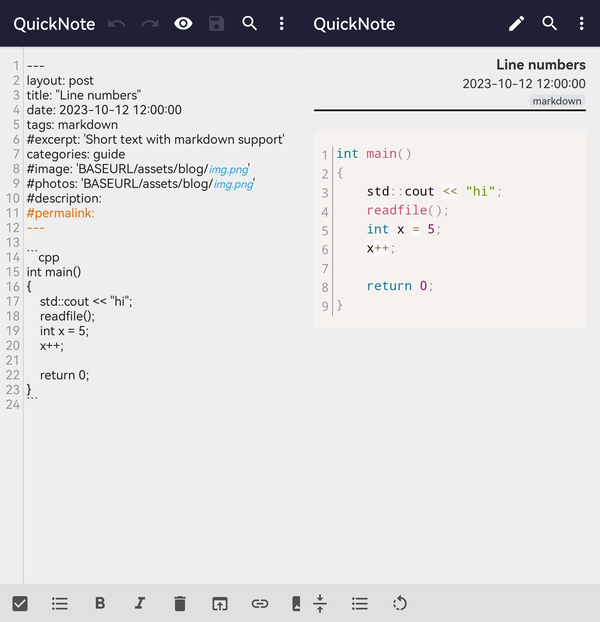 QuickNote
1 ---
2 layout: post
3 title: "Line numbers"
4 date: 2023-10-12 12:00:00
5 tags: markdown
6 #excerpt: 'Short text with markdown support'
7 categories: guide
8 #image: 'BASEURL/assets/blog/img.png'
9 #photos: 'BASEURL/assets/blog/img.png'
10 #description:
11 #permalink:
12 ---
13
14 ```cpp
15 int main()
16 {
17     std::cout << "hi";
18     readfile();
19     int x = 5;
20     x++;
21
22     return 0;
23 }
24 ```
B I
QuickNote
Line numbers
2023-10-12 12:00:00
markdown
1 int main()
2 {
3     std::cout << "hi";
4     readfile();
5     int x = 5;
6     x++;
7
8     return 0;
9 }